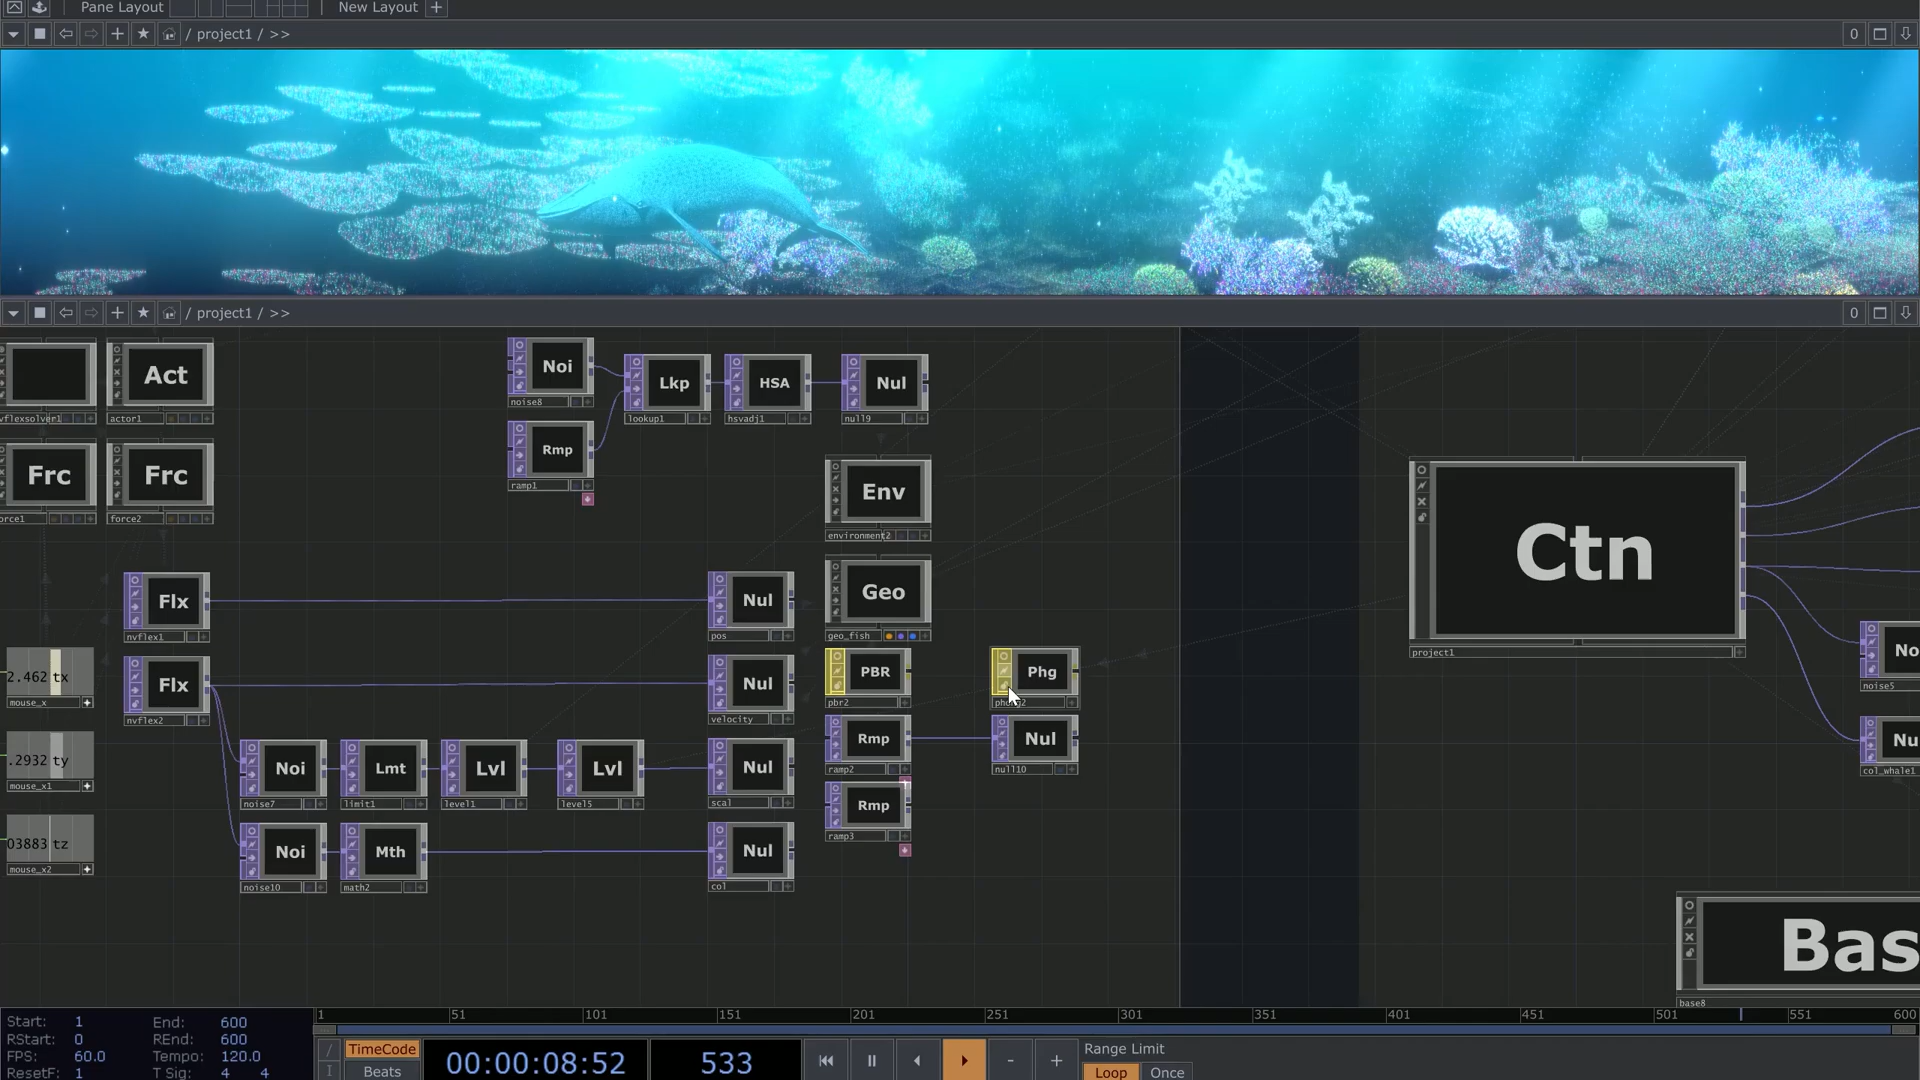 Pane Layout New Layout +
/ project1 / >> 0
/ project1 / >> 0
Act
actor1
Noi
noise8
Lkp
lookup1
HSA
hsvadj1
Nul
null9
Rmp
ramp1
Frc
Frc
force2
Env
environment2
Geo
geo_fish
Ctn
project1
Flx
nvflex1
Nul
pos
Flx
nvflex2
Nul
velocity
PBR
pbr2
Phg
Rmp
ramp2
Nul
null10
Rmp
ramp3
2.462 tx
mouse_x
.2932 ty
mouse_x1
03883 tz
mouse_x2
Noi
noise7
Lmt
limit1
Lvl
level1
Lvl
level5
Nul
scal
Noi
noise10
Mth
math2
Nul
col
No
noise5
Nu
col_whale1
Bas
base8
1 51 101 151 201 251 301 351 401 451 501 551 600
Start: 1 End: 600
RStart: 0 REnd: 600
FPS: 60.0 Tempo: 120.0
ResetF: 1 T Sig: 4 4
TimeCode
Beats
00:00:08:52
533
- +
Range Limit
Loop Once